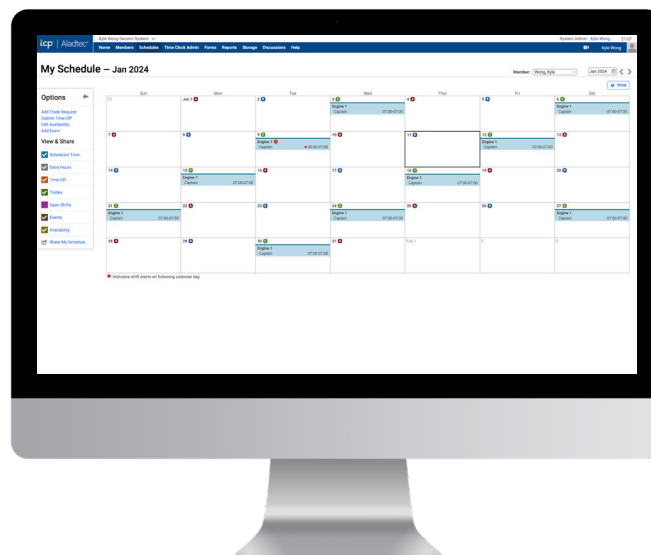 tcp | Aladtec
Kyle Wong Generic System
System Admin Kyle Wong 21:07
Home Members Schedules Time Clock Admin Forms Reports Storage Discussions Help
Kyle Wong
My Schedule – Jan 2024
Member: Wong, Kyle
Jan 2024
Print
Options
Add Trade Request
Submit Time Off
Edit Availability
Add Event
View & Share
Scheduled Time
Extra Hours
Time Off
Trades
Open Shifts
Events
Availability
Share My Schedule
Sun Mon Tue Wed Thur Fri Sat
31 Jan 1 A 2 B 3 C 4 A 5 B 6 C
Engine 1 Engine 1
Captain 07:00-07:00 Captain 07:00-07:00
7 A 8 B 9 C 10 A 11 B 12 C 13 A
Engine 1 Engine 1
Captain 00:00-07:00 Captain 07:00-07:00
14 B 15 C 16 A 17 B 18 C 19 A 20 B
Engine 1 Engine 1
Captain 07:00-07:00 Captain 07:00-07:00
21 C 22 A 23 B 24 C 25 A 26 B 27 C
Engine 1 Engine 1 Engine 1
Captain 07:00-07:00 Captain 07:00-07:00 Captain 07:00-07:00
28 A 29 B 30 C 31 A Feb 1 2 3
Engine 1
Captain 07:00-07:00
Indicates shift starts on following calendar day.